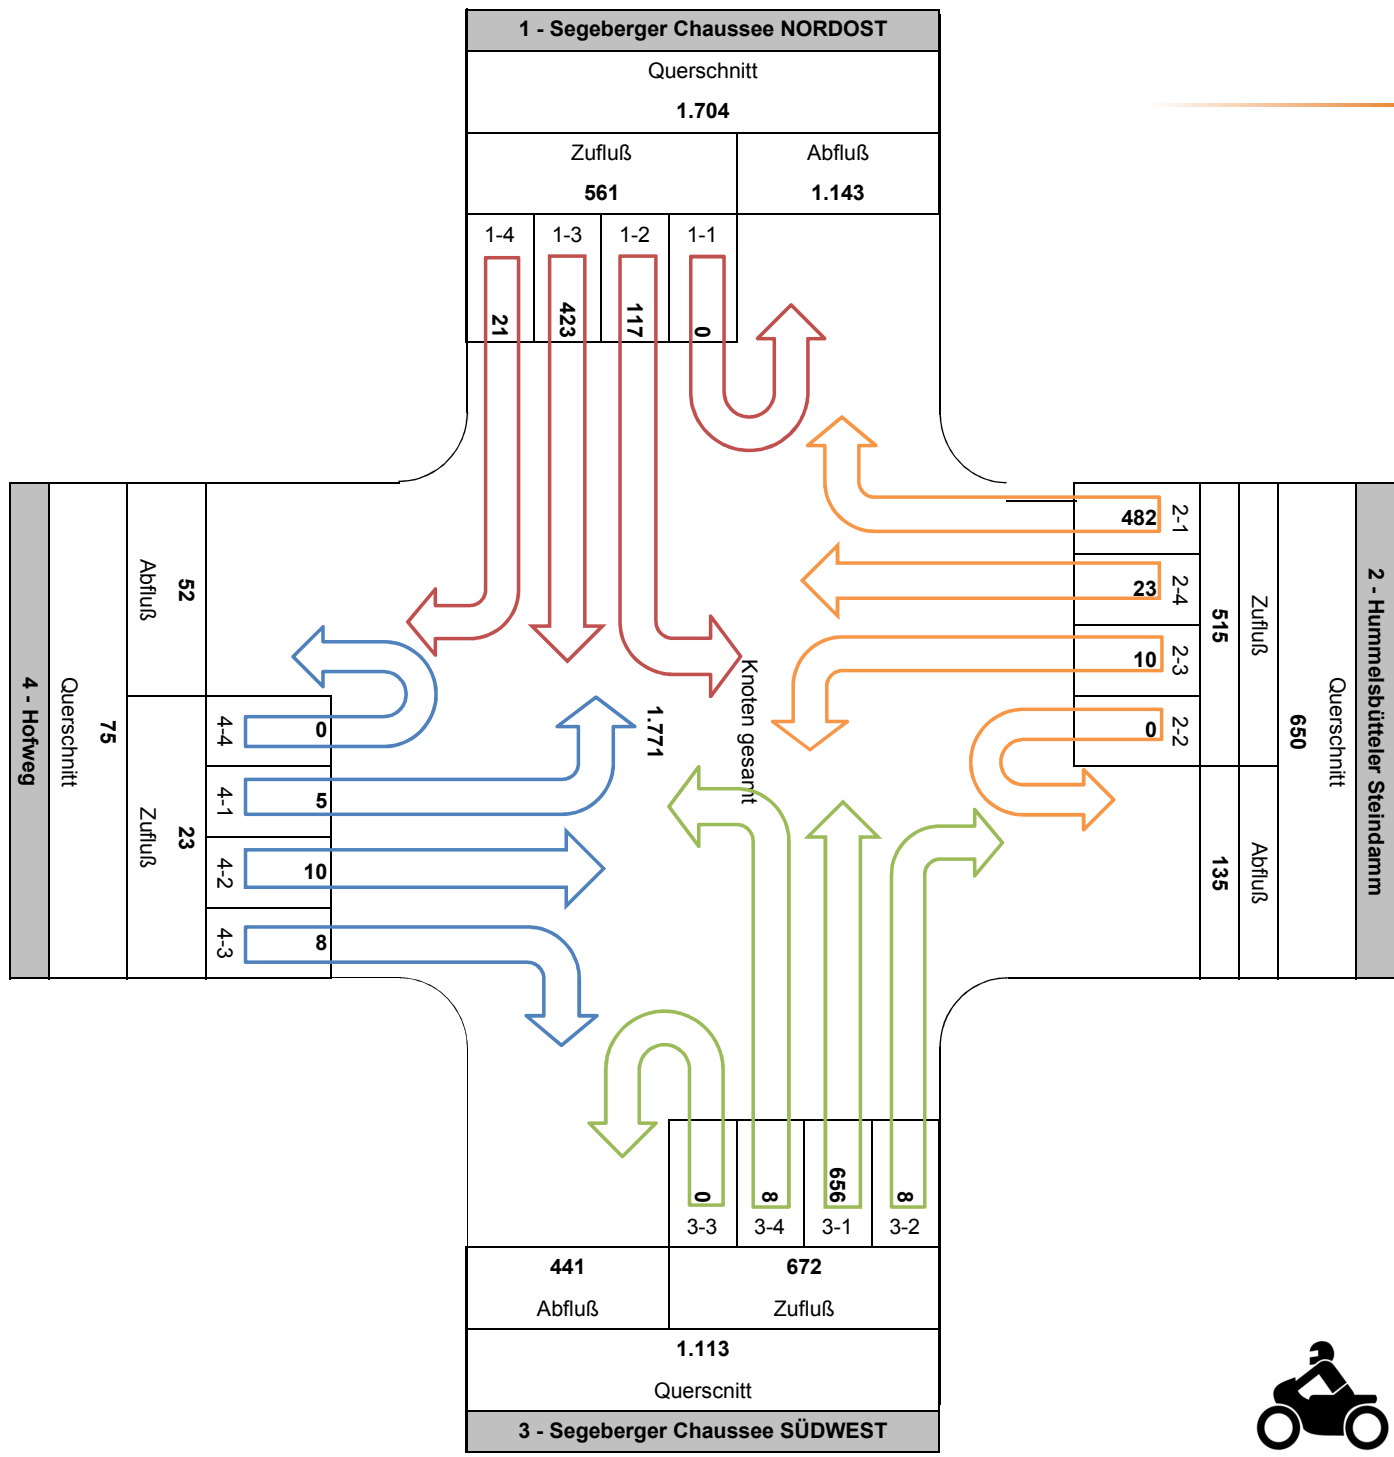 1 - Segeberger Chaussee NORDOST
Querschnitt
1.704
Zufluß
Abfluß
561
1.143
1-4
1-3
1-2
1-1
21
423
117
0
2 - Hummelsbütteler Steindamm
Querschnitt
650
Zufluß
515
Abfluß
135
2-1
482
2-4
23
2-3
10
2-2
0
Knoten gesamt
1.771
4 - Hofweg
Querschnitt
75
Abfluß
52
Zufluß
23
4-4
0
4-1
5
4-2
10
4-3
8
0
8
656
8
3-3
3-4
3-1
3-2
441
672
Abfluß
Zufluß
1.113
Querscnitt
3 - Segeberger Chaussee SÜDWEST